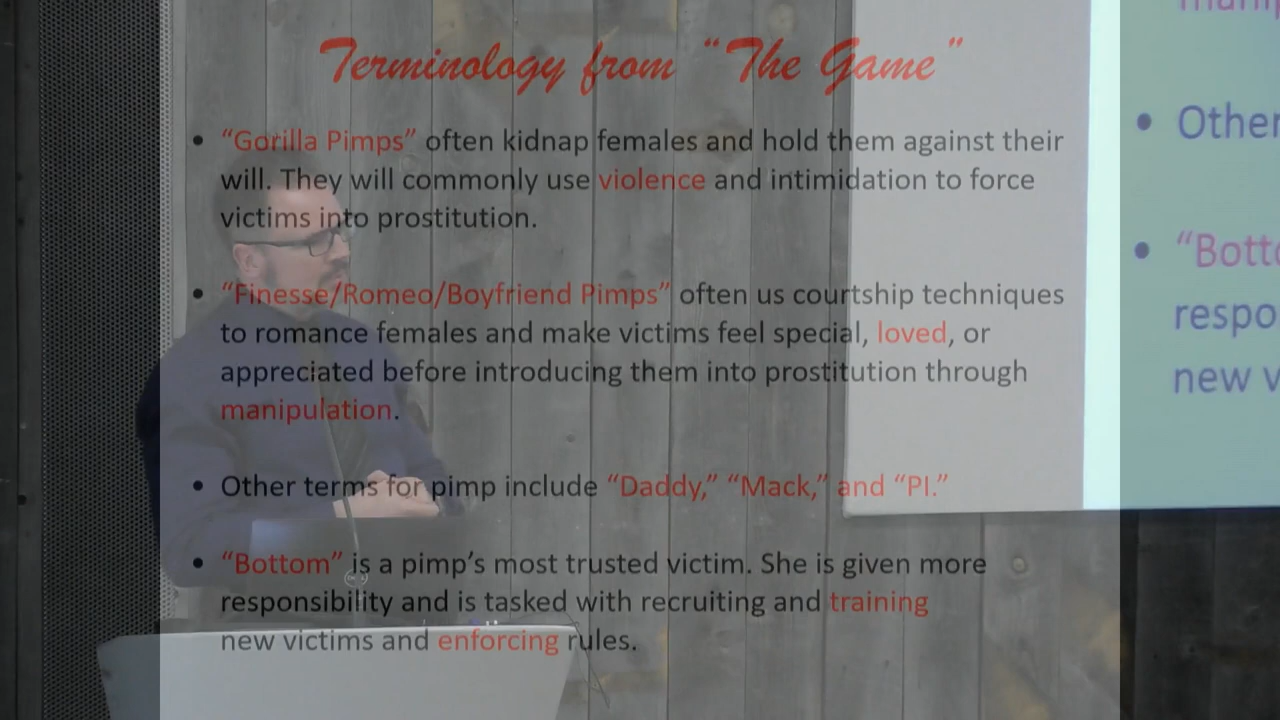 Terminology from “The Game”
• “Gorilla Pimps” often kidnap females and hold them against their
will. They will commonly use violence and intimidation to force
victims into prostitution.
• “Finesse/Romeo/Boyfriend Pimps” often us courtship techniques
to romance females and make victims feel special, loved, or
appreciated before introducing them into prostitution through
manipulation.
• Other terms for pimp include “Daddy,” “Mack,” and “PI.”
• “Bottom” is a pimp’s most trusted victim. She is given more
responsibility and is tasked with recruiting and training
new victims and enforcing rules.
manip
• Other
• “Botto
respo
new v